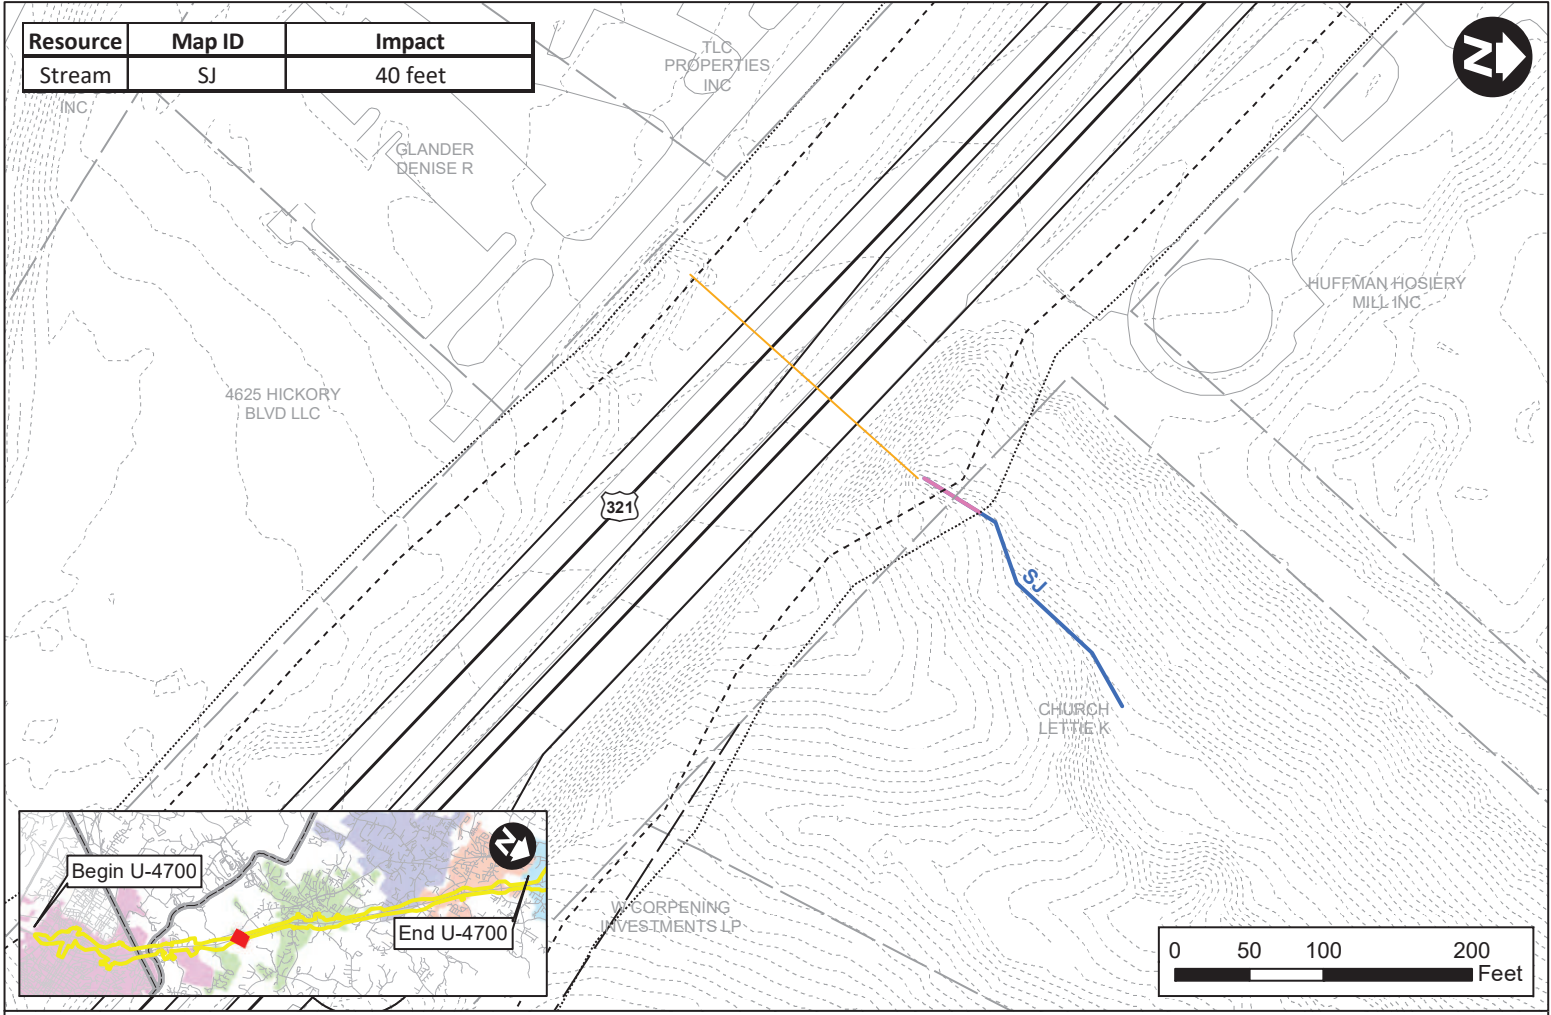 Resource Map ID Impact
Stream SJ 40 feet
INC
TLC
PROPERTIES
INC
N
GLANDER
DENISE R
HUFFMAN HOSIERY
MILL INC
4625 HICKORY
BLVD LLC
321
SJ
CHURCH
LETTIE K
W CORPENING
INVESTMENTS LP
Begin U-4700
N
End U-4700
0 50 100 200
Feet